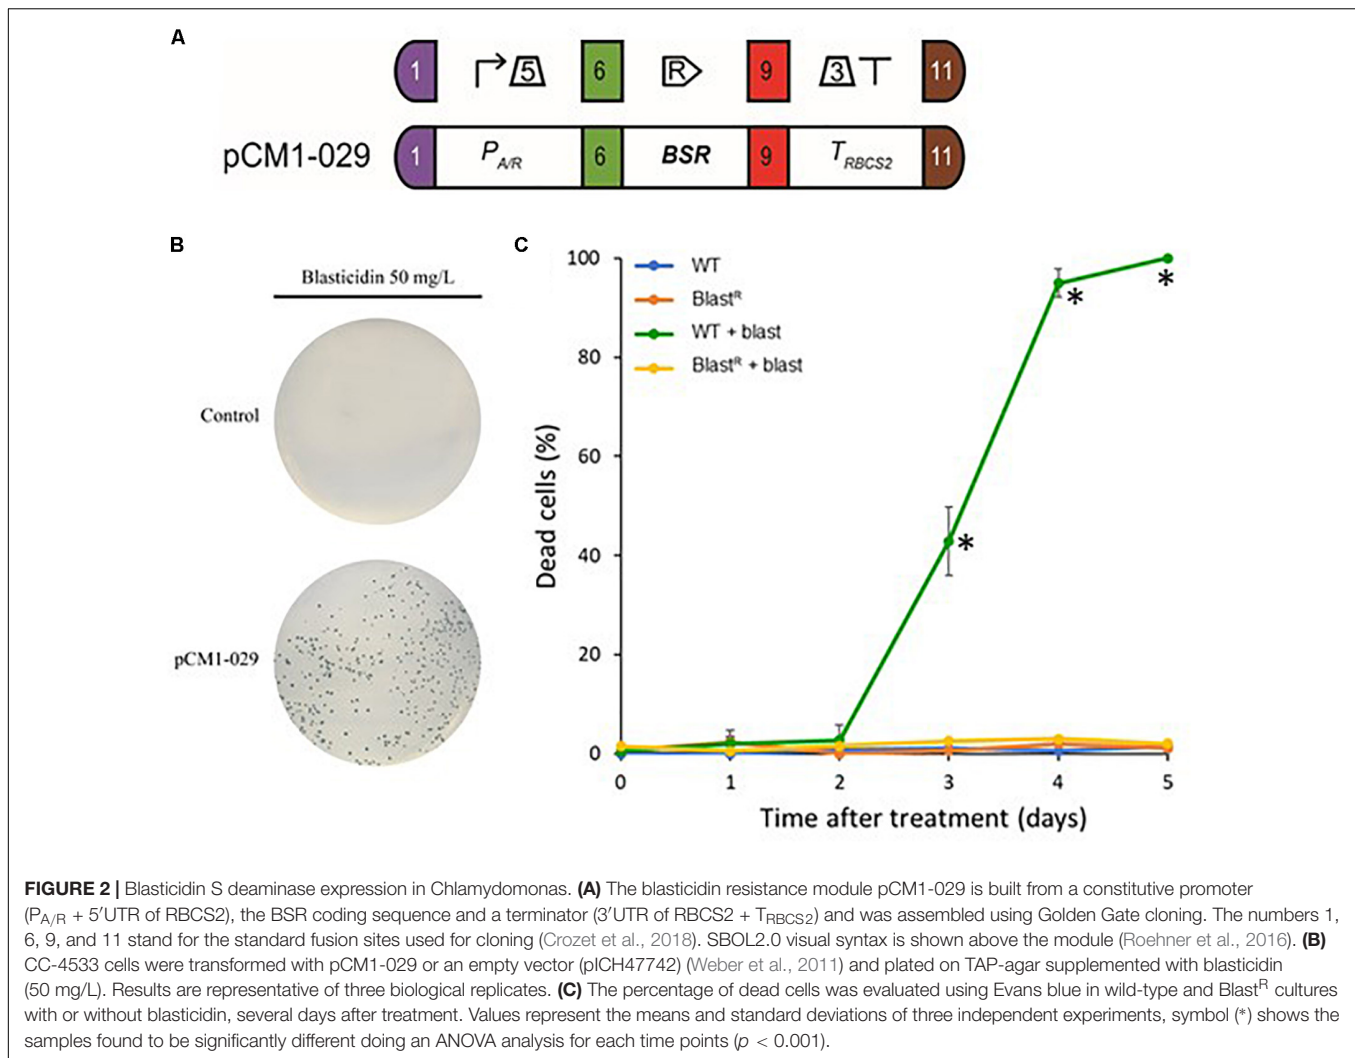 A
1 5 6 R 9 3 11
pCM1-029 1 P_A/R 6 BSR 9 T_RBCS2 11
B
Blasticidin 50 mg/L
Control
pCM1-029
C
100
80
60
40
20
0
Dead cells (%)
WT
Blast^R
WT + blast
Blast^R + blast
*
*
*
0 1 2 3 4 5
Time after treatment (days)
FIGURE 2 | Blasticidin S deaminase expression in Chlamydomonas. (A) The blasticidin resistance module pCM1-029 is built from a constitutive promoter
(P_A/R + 5′UTR of RBCS2), the BSR coding sequence and a terminator (3′UTR of RBCS2 + T_RBCS2) and was assembled using Golden Gate cloning. The numbers 1,
6, 9, and 11 stand for the standard fusion sites used for cloning (Crozet et al., 2018). SBOL2.0 visual syntax is shown above the module (Roehner et al., 2016). (B)
CC-4533 cells were transformed with pCM1-029 or an empty vector (pICH47742) (Weber et al., 2011) and plated on TAP-agar supplemented with blasticidin
(50 mg/L). Results are representative of three biological replicates. (C) The percentage of dead cells was evaluated using Evans blue in wild-type and Blast^R cultures
with or without blasticidin, several days after treatment. Values represent the means and standard deviations of three independent experiments, symbol (*) shows the
samples found to be significantly different doing an ANOVA analysis for each time points (p < 0.001).